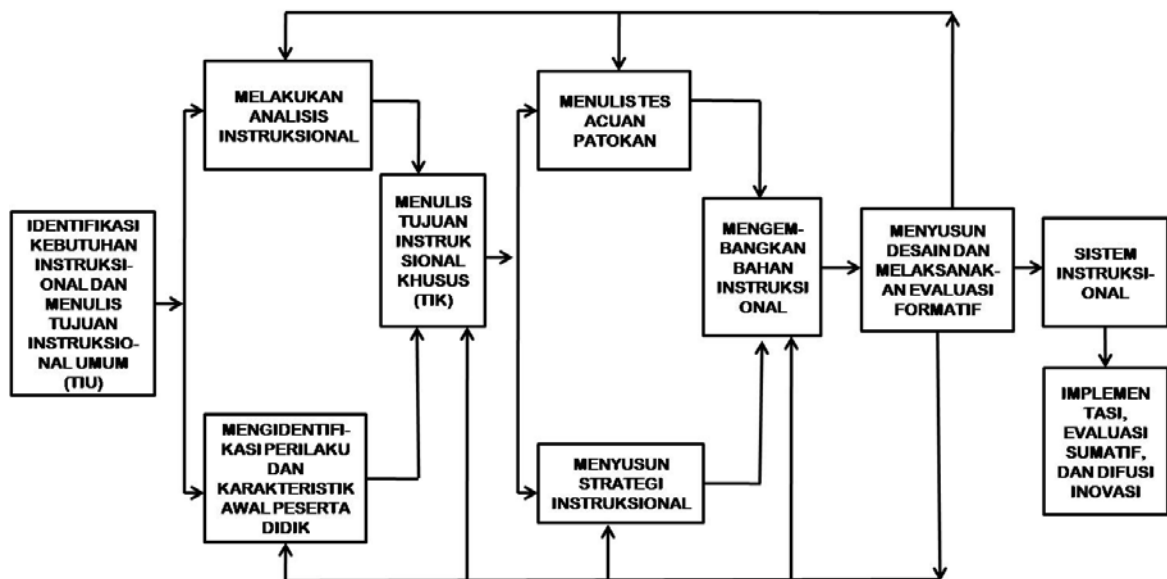 IDENTIFIKASI
KEBUTUHAN
INSTRUKSI-
ONAL DAN
MENULIS
TUJUAN
INSTRUKSIO-
NAL UMUM
(TIU)
MELAKUKAN
ANALISIS
INSTRUKSIONAL
MENGIDENTIFI-
KASI PERILAKU
DAN
KARAKTERISTIK
AWAL PESERTA
DIDIK
MENULIS
TUJUAN
INSTRUK
SIONAL
KHUSUS
(TIK)
MENULIS TES
ACUAN
PATOKAN
MENYUSUN
STRATEGI
INSTRUKSIONAL
MENGEM-
BANGKAN
BAHAN
INSTRUKSI
ONAL
MENYUSUN
DESAIN DAN
MELAKSANAK-
AN EVALUASI
FORMATIF
SISTEM
INSTRUKSI-
ONAL
IMPLEMEN
TASI,
EVALUASI
SUMATIF,
DAN DIFUSI
INOVASI